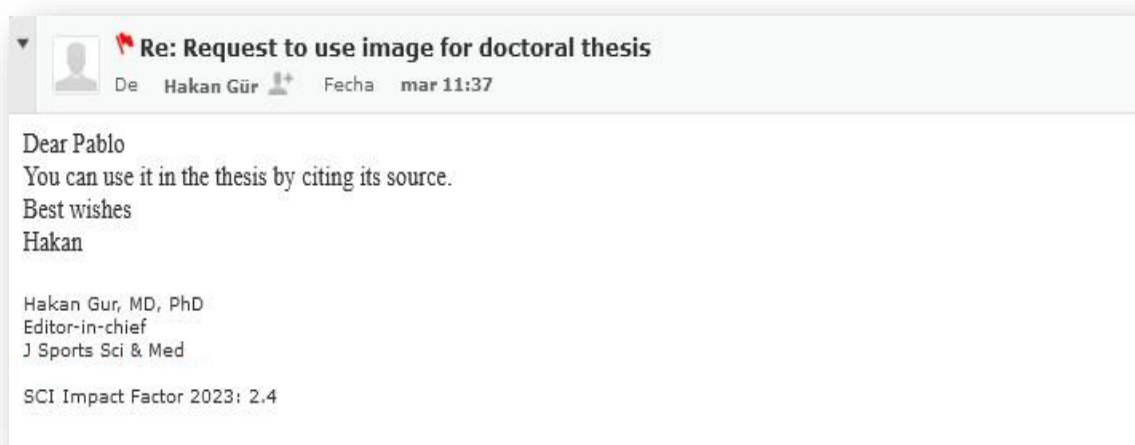 Re: Request to use image for doctoral thesis
De Hakan Gür Fecha mar 11:37
Dear Pablo
You can use it in the thesis by citing its source.
Best wishes
Hakan
Hakan Gur, MD, PhD
Editor-in-chief
J Sports Sci & Med
SCI Impact Factor 2023: 2.4